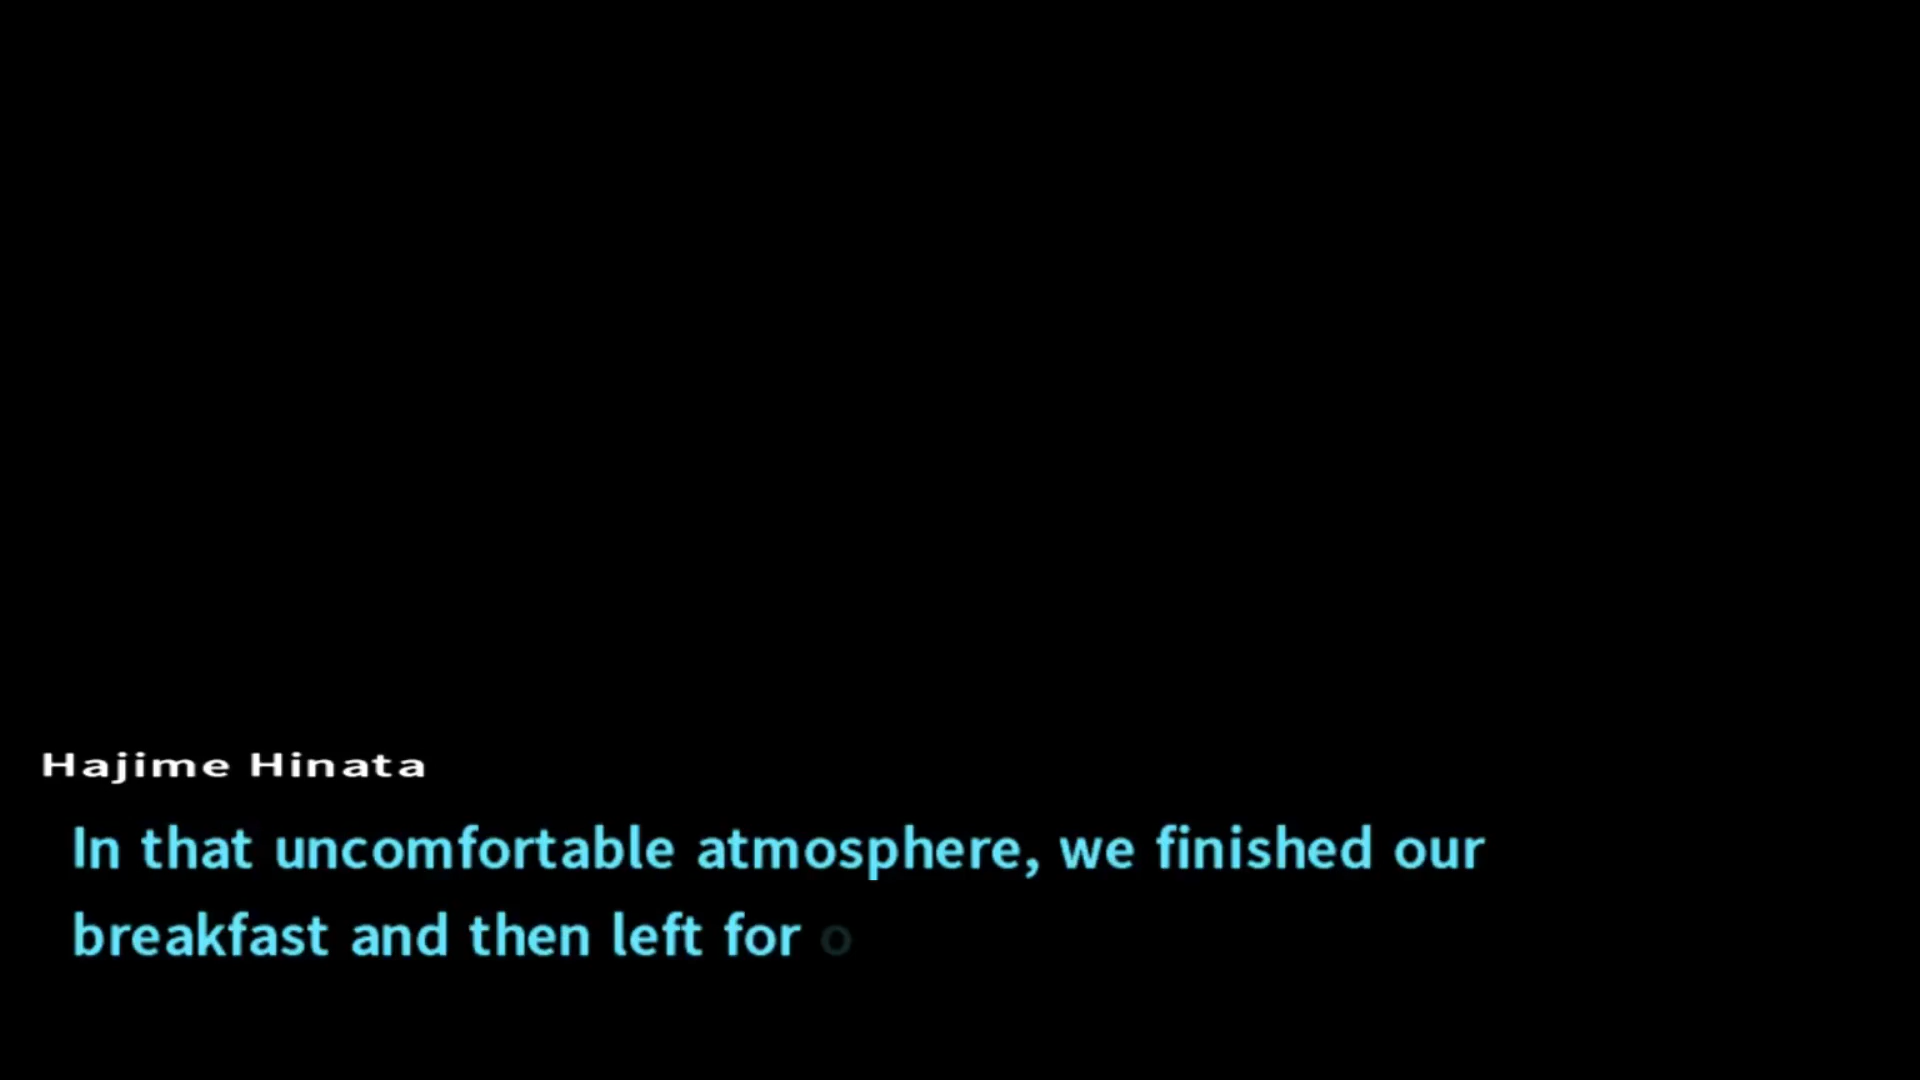 Hajime Hinata
In that uncomfortable atmosphere, we finished our
breakfast and then left for o